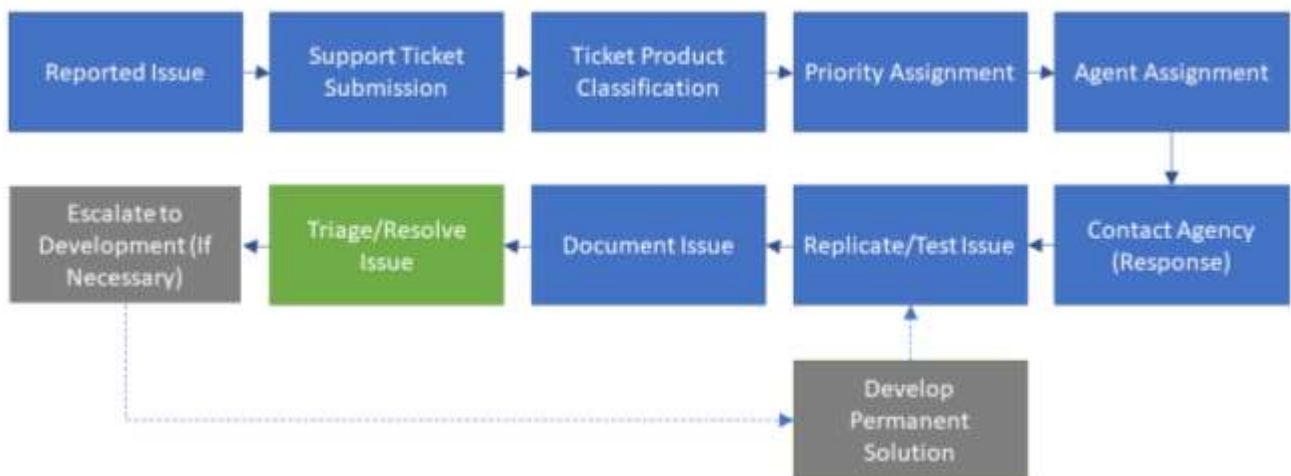 Reported Issue
Support Ticket
Submission
Ticket Product
Classification
Priority Assignment
Agent Assignment
Escalate to
Development (If
Necessary)
Triage/Resolve
Issue
Document Issue
Replicate/Test Issue
Contact Agency
(Response)
Develop
Permanent
Solution